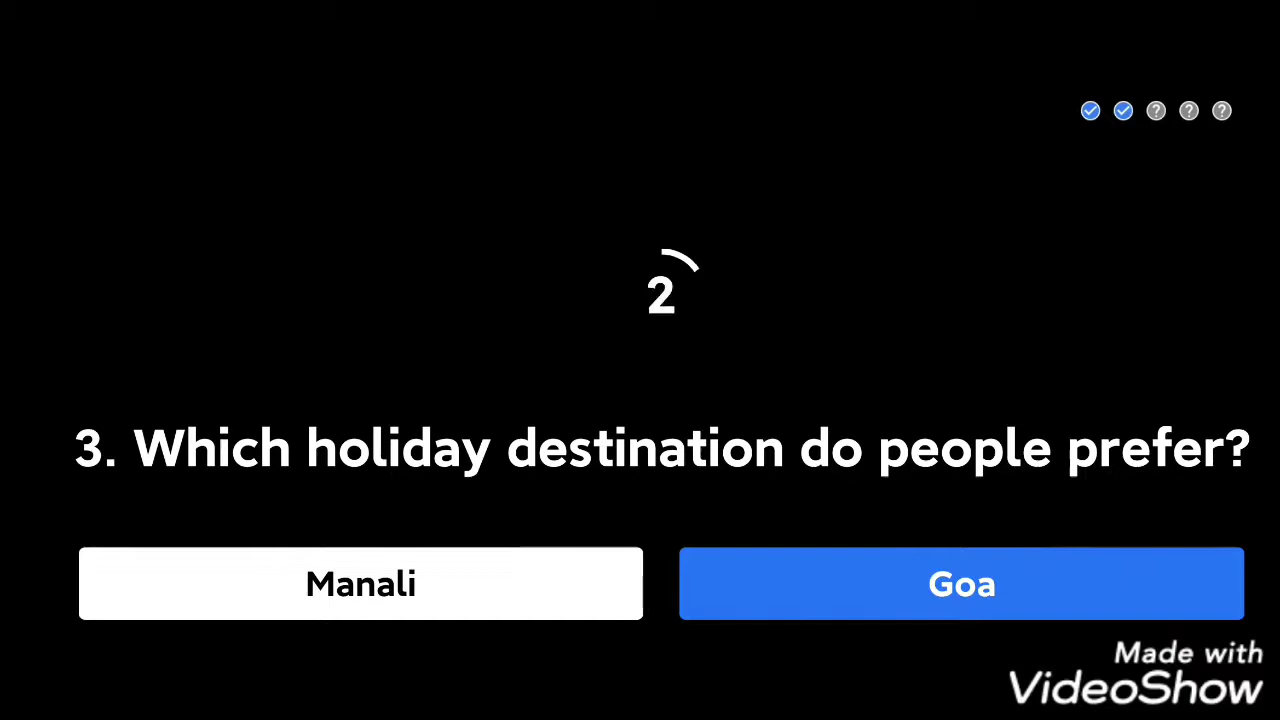 2
3. Which holiday destination do people prefer?
Manali
Goa
Made with
VideoShow